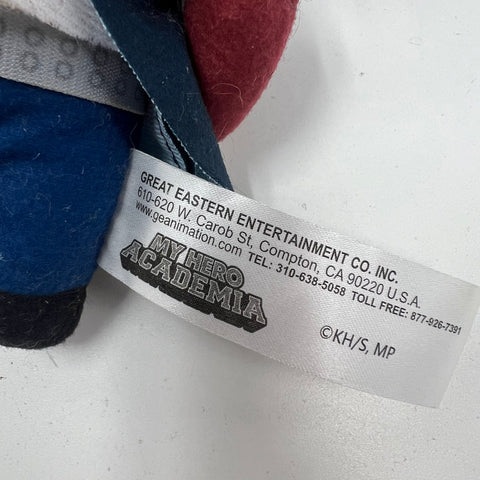 GREAT EASTERN ENTERTAINMENT CO. INC.
610-620 W. Carob St, Compton, CA 90220 U.S.A.
www.geanimation.com TEL: 310-638-5058 TOLL FREE: 877-926-7391
MY HERO
ACADEMIA
©KH/S, MP